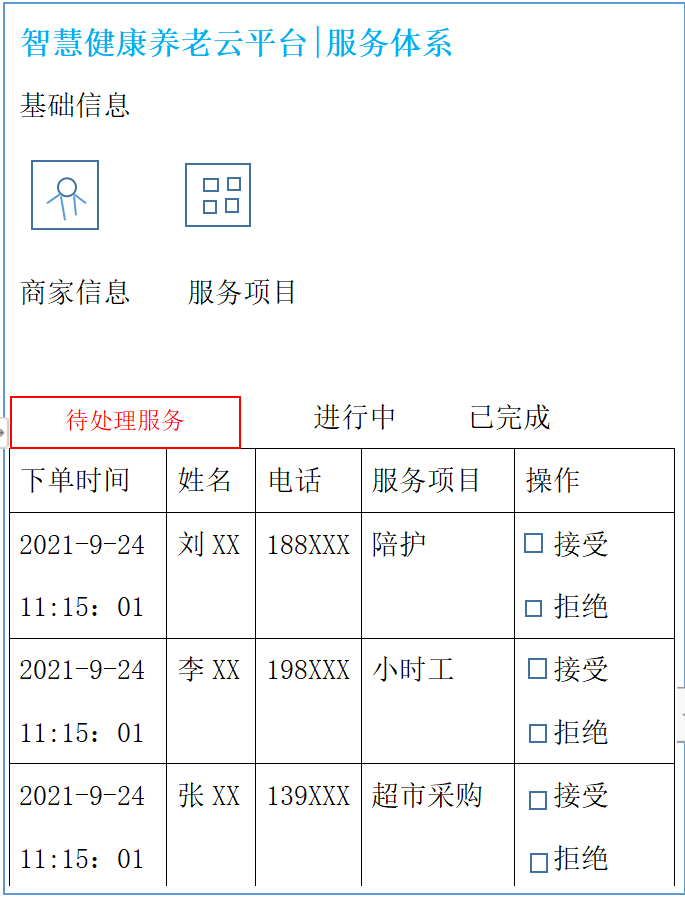 智慧健康养老云平台|服务体系
基础信息
商家信息 服务项目
待处理服务 进行中 已完成
下单时间 姓名 电话 服务项目 操作
2021-9-24 刘 XX 188XXX 陪护 接受
11:15：01 拒绝
2021-9-24 李 XX 198XXX 小时工 接受
11:15：01 拒绝
2021-9-24 张 XX 139XXX 超市采购 接受
11:15：01 拒绝